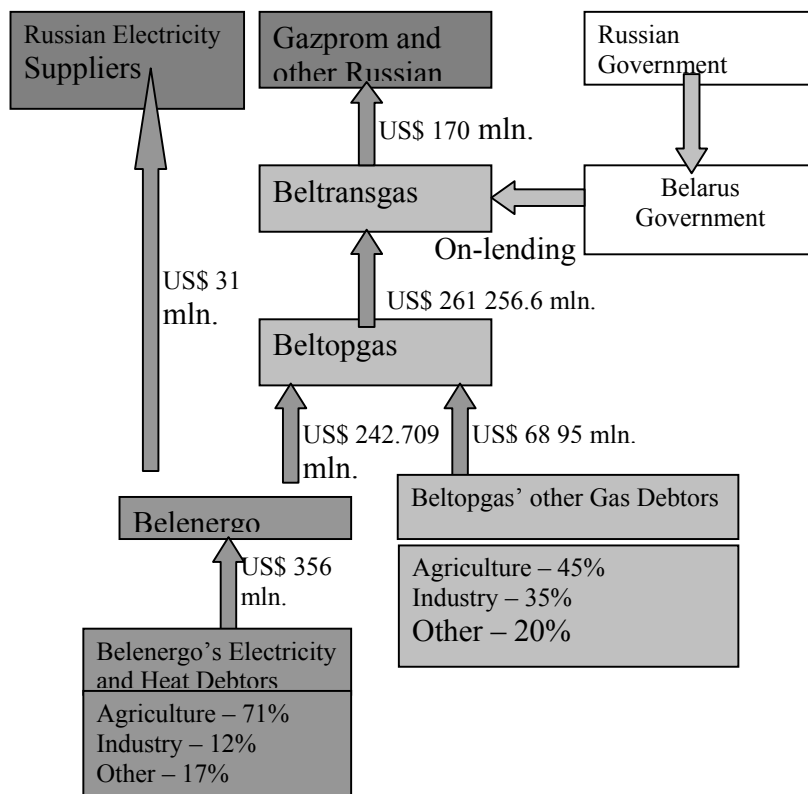 Russian Electricity
Suppliers
Gazprom and
other Russian
Russian
Government
US$ 170 mln.
Beltransgas
Belarus
Government
On-lending
US$ 31
mln.
US$ 261 256.6 mln.
Beltopgas
US$ 242.709
mln.
US$ 68 95 mln.
Belenergo
Beltopgas’ other Gas Debtors
US$ 356
mln.
Agriculture – 45%
Industry – 35%
Other – 20%
Belenergo’s Electricity
and Heat Debtors
Agriculture – 71%
Industry – 12%
Other – 17%